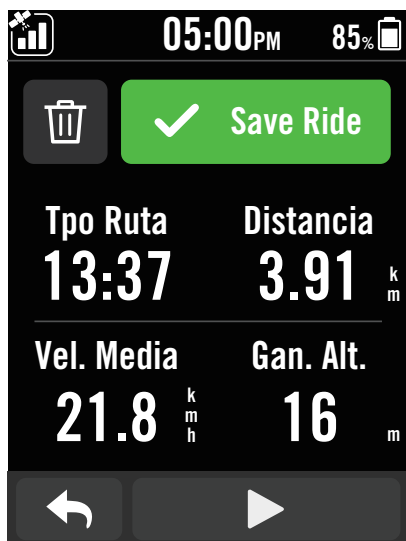 05:00PM 85%
Save Ride
Tpo Ruta Distancia
13:37 3.91 km
Vel. Media Gan. Alt.
21.8 kmh 16 m